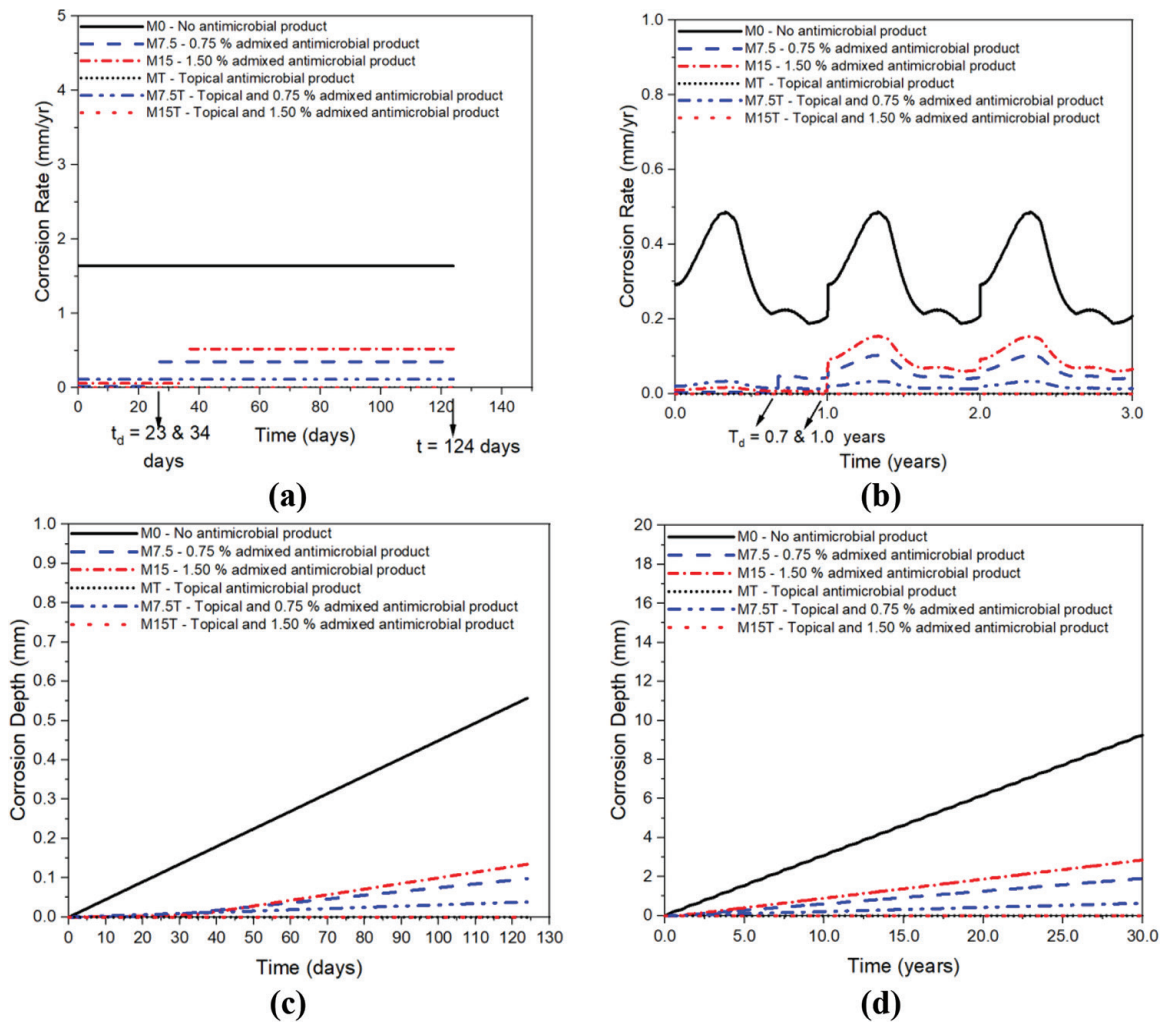 5
4
3
2
1
0
Corrosion Rate (mm/yr)
M0 - No antimicrobial product
M7.5 - 0.75 % admixed antimicrobial product
M15 - 1.50 % admixed antimicrobial product
MT - Topical antimicrobial product
M7.5T - Topical and 0.75 % admixed antimicrobial product
M15T - Topical and 1.50 % admixed antimicrobial product
0 20 40 60 80 100 120 140
Time (days)
t_d = 23 & 34
days
t = 124 days
(a)
1.0
0.8
0.6
0.4
0.2
0.0
Corrosion Rate (mm/yr)
M0 - No antimicrobial product
M7.5 - 0.75 % admixed antimicrobial product
M15 - 1.50 % admixed antimicrobial product
MT - Topical antimicrobial product
M7.5T - Topical and 0.75 % admixed antimicrobial product
M15T - Topical and 1.50 % admixed antimicrobial product
0.0 1.0 2.0 3.0
T_d = 0.7 & 1.0 years
Time (years)
(b)
1.0
0.9
0.8
0.7
0.6
0.5
0.4
0.3
0.2
0.1
0.0
Corrosion Depth (mm)
M0 - No antimicrobial product
M7.5 - 0.75 % admixed antimicrobial product
M15 - 1.50 % admixed antimicrobial product
MT - Topical antimicrobial product
M7.5T - Topical and 0.75 % admixed antimicrobial product
M15T - Topical and 1.50 % admixed antimicrobial product
0 10 20 30 40 50 60 70 80 90 100 110 120 130
Time (days)
(c)
20
18
16
14
12
10
8
6
4
2
0
Corrosion Depth (mm)
M0 - No antimicrobial product
M7.5 - 0.75 % admixed antimicrobial product
M15 - 1.50 % admixed antimicrobial product
MT - Topical antimicrobial product
M7.5T - Topical and 0.75 % admixed antimicrobial product
M15T - Topical and 1.50 % admixed antimicrobial product
0.0 5.0 10.0 15.0 20.0 25.0 30.0
Time (years)
(d)